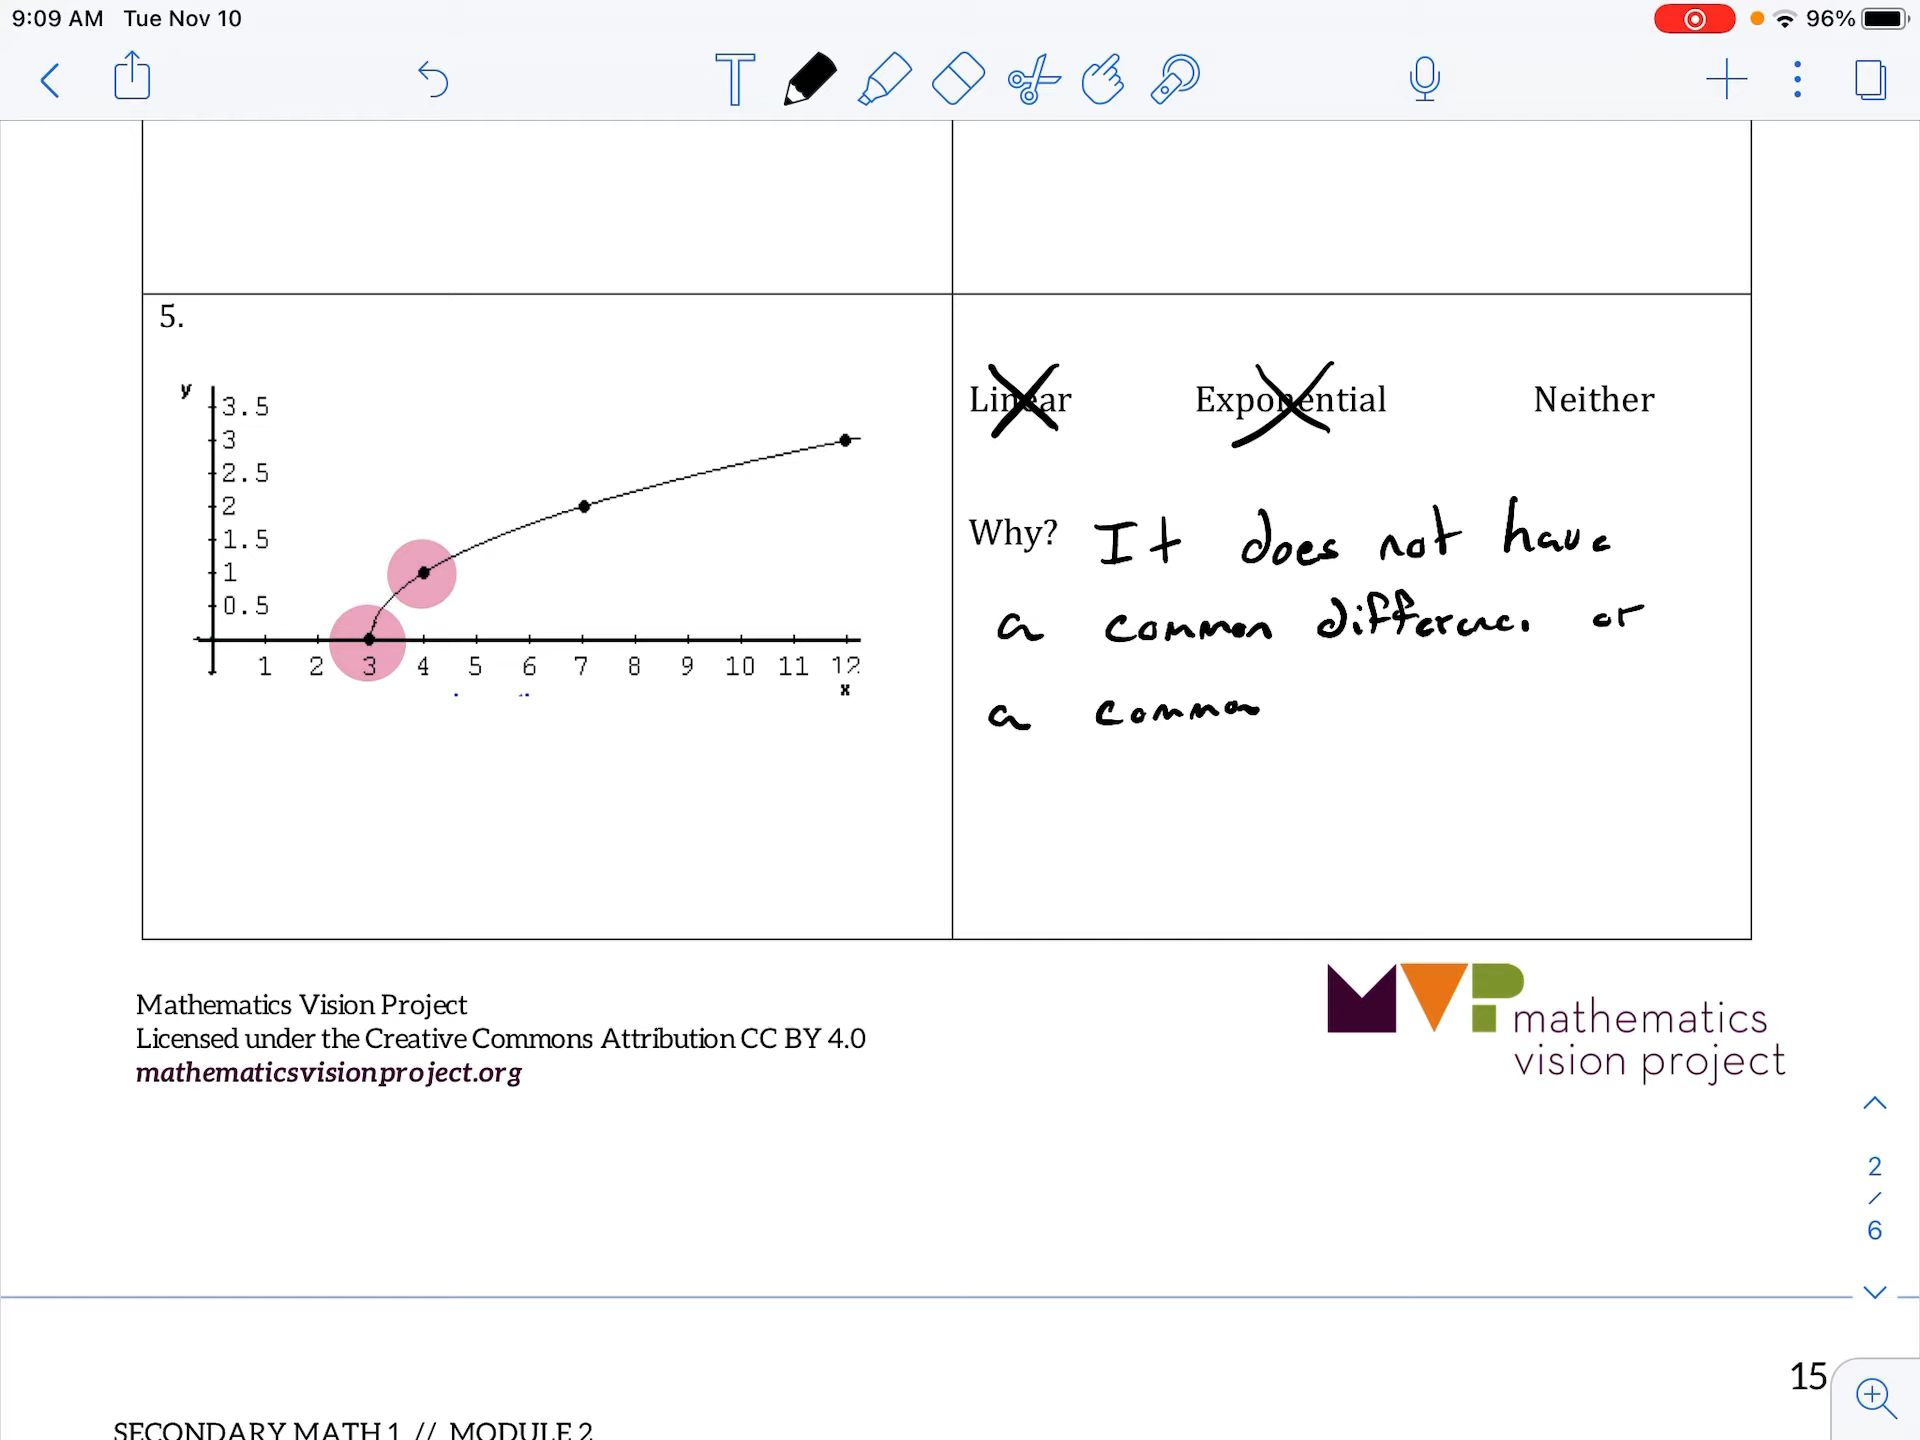 9:09 AM Tue Nov 10
96%
5.
y
3.5
3
2.5
2
1.5
1
0.5
1 2 3 4 5 6 7 8 9 10 11 12
x
Linear Exponential Neither
Why? It does not have
a common difference. or
a common
Mathematics Vision Project
Licensed under the Creative Commons Attribution CC BY 4.0
mathematicsvisionproject.org
MVP
mathematics
vision project
2
/
6
15
SECONDARY MATH 1 // MODULE 2